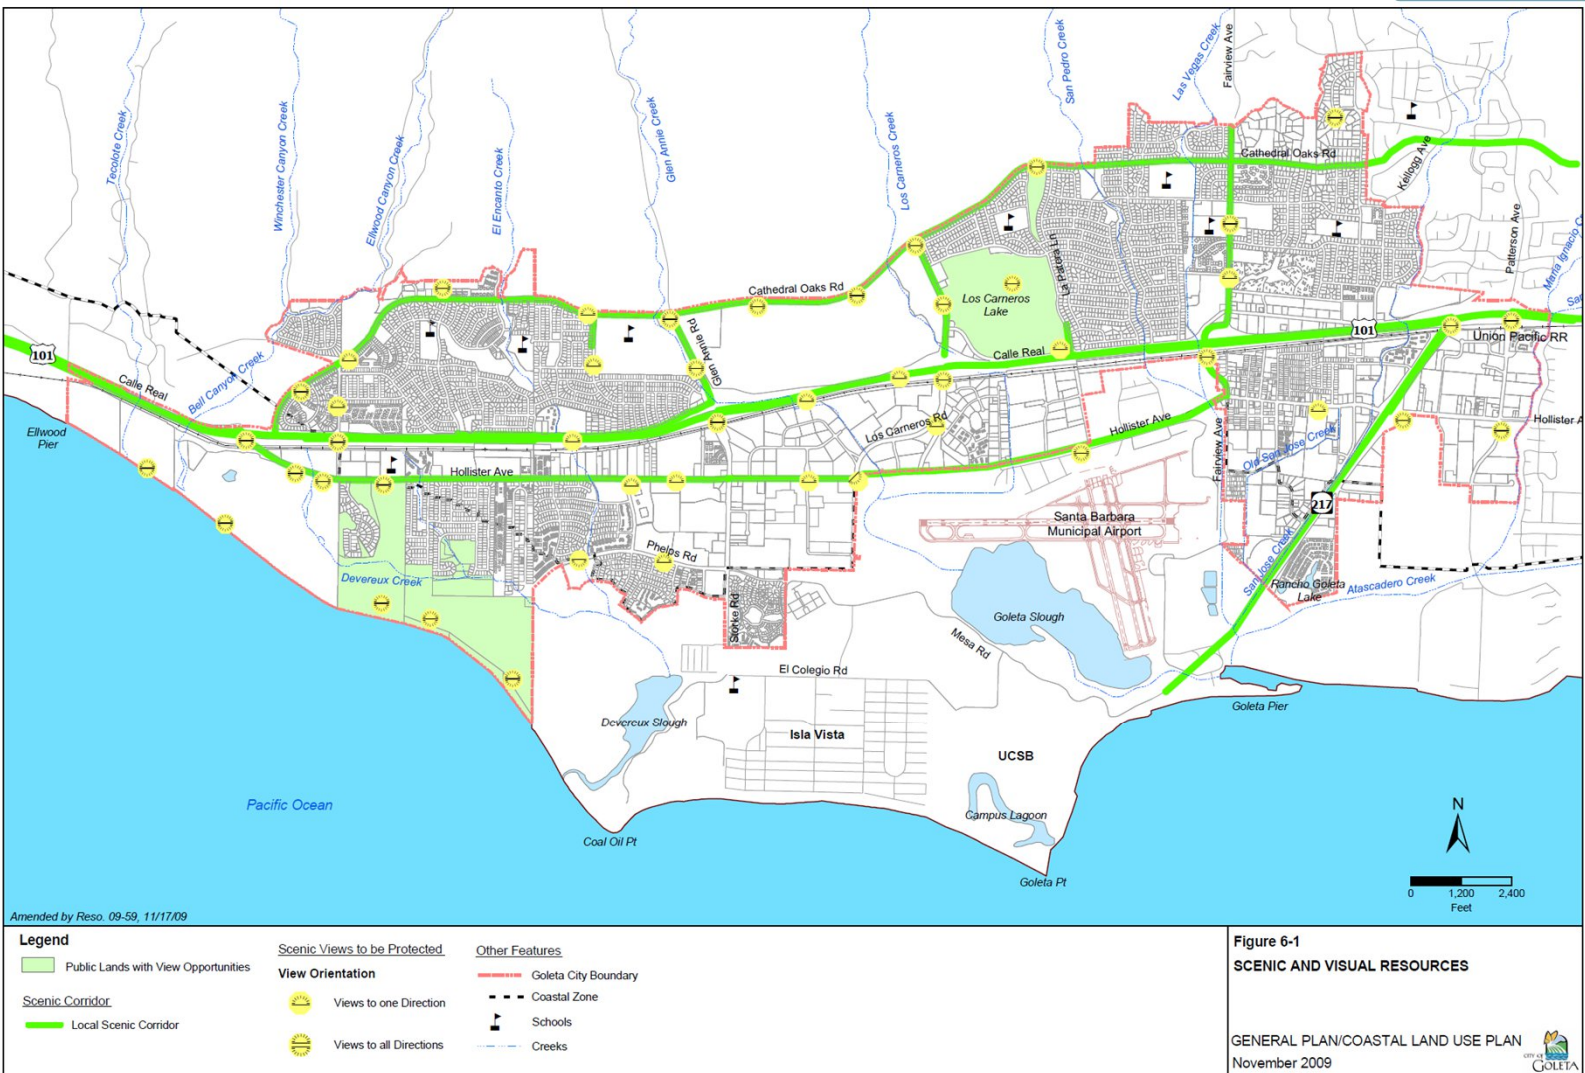 Tecolote Creek
Winchester Canyon Creek
Ellwood Canyon Creek
El Encanto Creek
Glen Annie Creek
Los Carneros Creek
San Pedro Creek
Las Vegas Creek
Fairview Ave
Cathedral Oaks Rd
Kellogg Ave
Patterson Ave
Maria Ignacio C
Sa
La Patera Ln
Los Carneros
Lake
Cathedral Oaks Rd
Glen Annie Rd
Calle Real
101
Union Pacific RR
101
Calle Real
Bell Canyon Creek
Ellwood
Pier
Los Carneros Rd
Hollister Ave
Hollister A
Fairview Ave
Old San Jose Creek
Hollister Ave
217
Santa Barbara
Municipal Airport
Phelps Rd
Devereux Creek
Storke Rd
San Jose Creek
Rancho Goleta
Lake
Atascadero Creek
Goleta Slough
Mesa Rd
El Colegio Rd
Devereux Slough
Isla Vista
UCSB
Goleta Pier
Pacific Ocean
Campus Lagoon
Coal Oil Pt
Goleta Pt
N
0 1,200 2,400
Feet
Amended by Reso. 09-59, 11/17/09
Legend
Public Lands with View Opportunities
Scenic Corridor
Local Scenic Corridor
Scenic Views to be Protected
View Orientation
Views to one Direction
Views to all Directions
Other Features
Goleta City Boundary
Coastal Zone
Schools
Creeks
Figure 6-1
SCENIC AND VISUAL RESOURCES
GENERAL PLAN/COASTAL LAND USE PLAN
November 2009
CITY OF
GOLETA